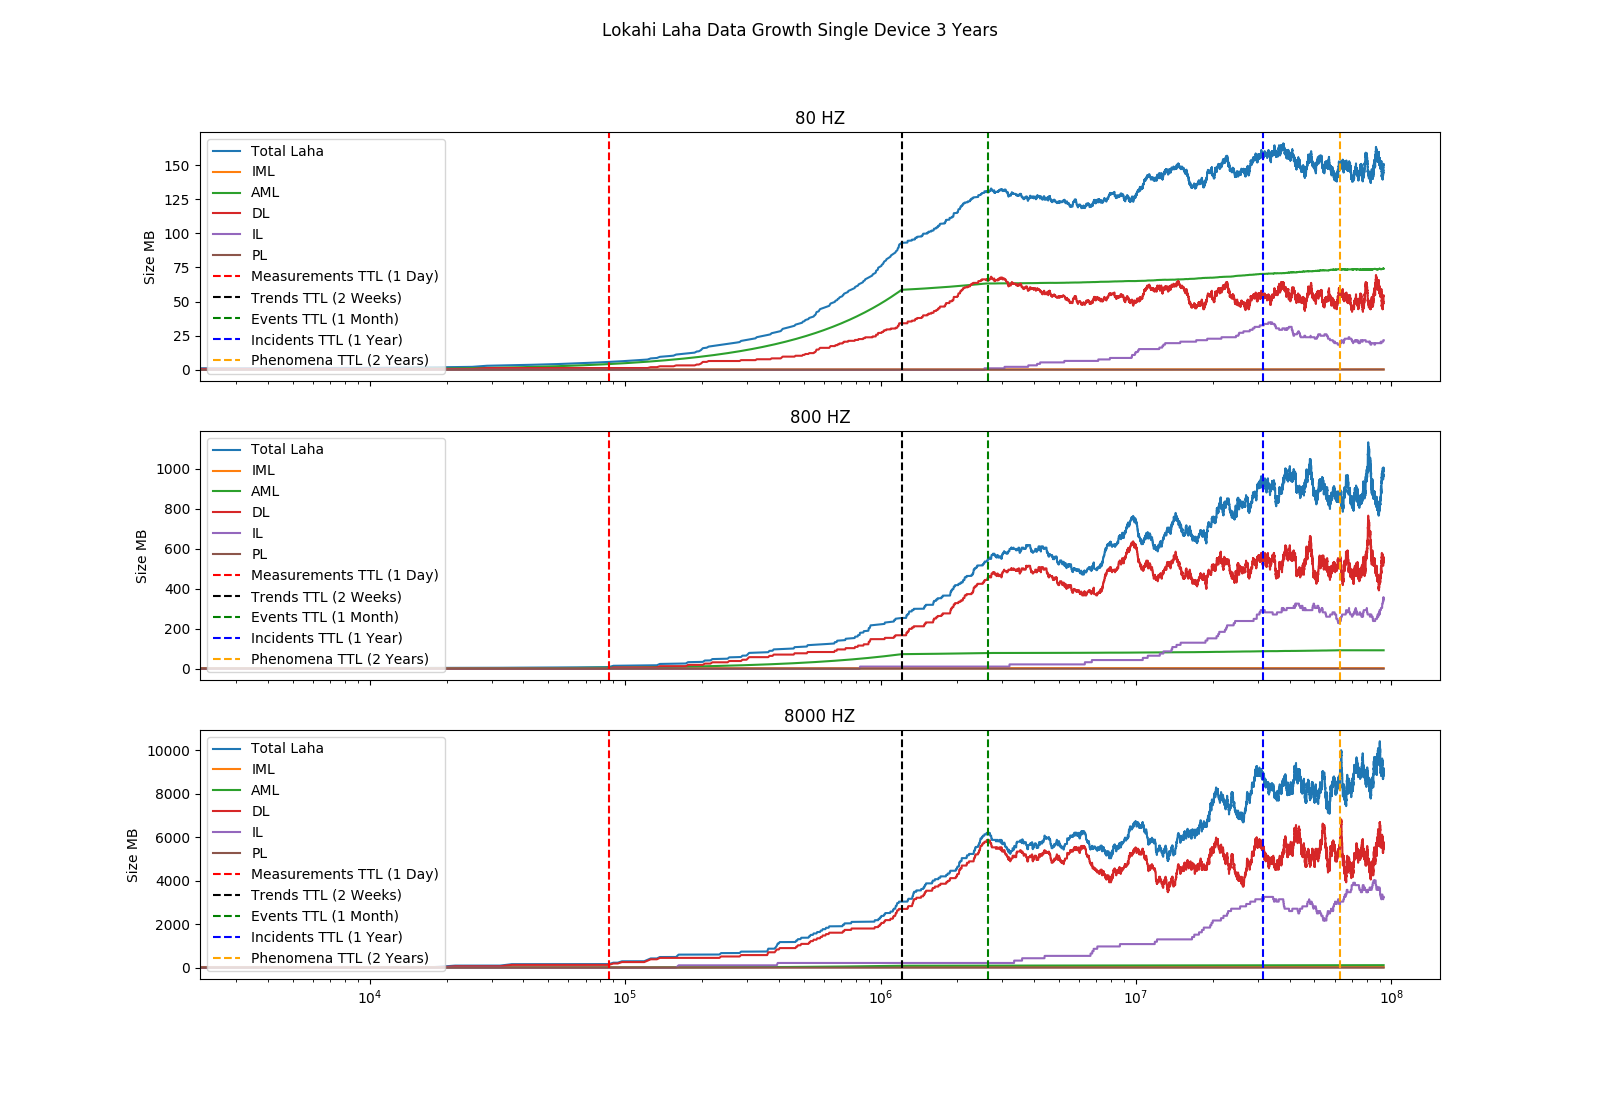 Lokahi Laha Data Growth Single Device 3 Years
80 HZ
Size MB
150
125
100
75
50
25
0
Total Laha
IML
AML
DL
IL
PL
Measurements TTL (1 Day)
Trends TTL (2 Weeks)
Events TTL (1 Month)
Incidents TTL (1 Year)
Phenomena TTL (2 Years)
800 HZ
Size MB
1000
800
600
400
200
0
Total Laha
IML
AML
DL
IL
PL
Measurements TTL (1 Day)
Trends TTL (2 Weeks)
Events TTL (1 Month)
Incidents TTL (1 Year)
Phenomena TTL (2 Years)
8000 HZ
Size MB
10000
8000
6000
4000
2000
0
Total Laha
IML
AML
DL
IL
PL
Measurements TTL (1 Day)
Trends TTL (2 Weeks)
Events TTL (1 Month)
Incidents TTL (1 Year)
Phenomena TTL (2 Years)
10⁴ 10⁵ 10⁶ 10⁷ 10⁸